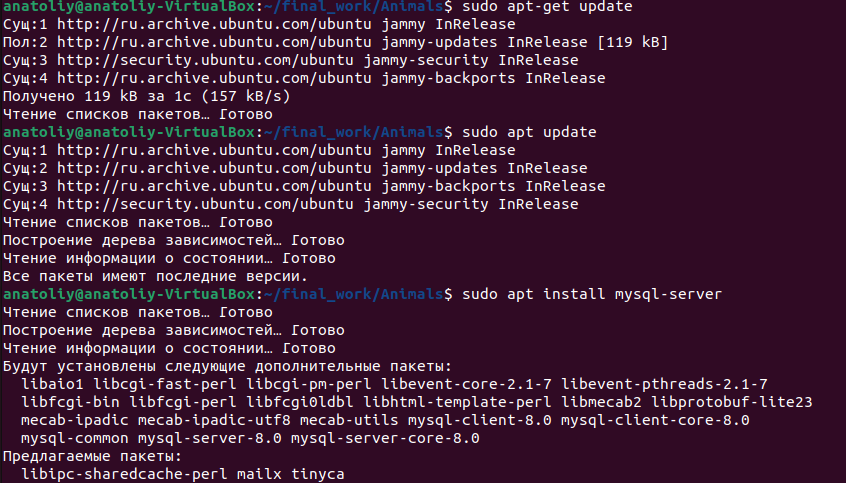 anatoliy@anatoliy-VirtualBox:~/final_work/Animals$ sudo apt-get update
Сущ:1 http://ru.archive.ubuntu.com/ubuntu jammy InRelease
Пол:2 http://ru.archive.ubuntu.com/ubuntu jammy-updates InRelease [119 kB]
Сущ:3 http://security.ubuntu.com/ubuntu jammy-security InRelease
Сущ:4 http://ru.archive.ubuntu.com/ubuntu jammy-backports InRelease
Получено 119 kB за 1с (157 kB/s)
Чтение списков пакетов… Готово
anatoliy@anatoliy-VirtualBox:~/final_work/Animals$ sudo apt update
Сущ:1 http://ru.archive.ubuntu.com/ubuntu jammy InRelease
Сущ:2 http://ru.archive.ubuntu.com/ubuntu jammy-updates InRelease
Сущ:3 http://ru.archive.ubuntu.com/ubuntu jammy-backports InRelease
Сущ:4 http://security.ubuntu.com/ubuntu jammy-security InRelease
Чтение списков пакетов… Готово
Построение дерева зависимостей… Готово
Чтение информации о состоянии… Готово
Все пакеты имеют последние версии.
anatoliy@anatoliy-VirtualBox:~/final_work/Animals$ sudo apt install mysql-server
Чтение списков пакетов… Готово
Построение дерева зависимостей… Готово
Чтение информации о состоянии… Готово
Будут установлены следующие дополнительные пакеты:
libaio1 libcgi-fast-perl libcgi-pm-perl libevent-core-2.1-7 libevent-pthreads-2.1-7
libfcgi-bin libfcgi-perl libfcgi0ldbl libhtml-template-perl libmecab2 libprotobuf-lite23
mecab-ipadic mecab-ipadic-utf8 mecab-utils mysql-client-8.0 mysql-client-core-8.0
mysql-common mysql-server-8.0 mysql-server-core-8.0
Предлагаемые пакеты:
libipc-sharedcache-perl mailx tinyca